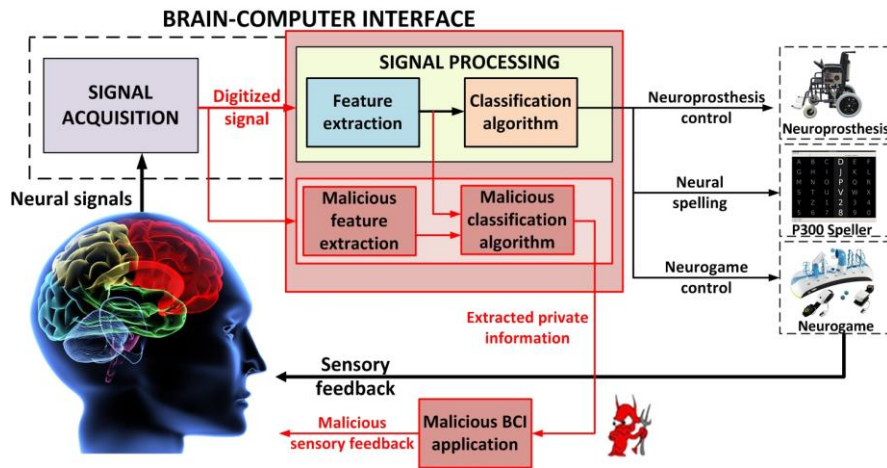 BRAIN-COMPUTER INTERFACE
SIGNAL
ACQUISITION
Digitized
signal
SIGNAL PROCESSING
Feature
extraction
Classification
algorithm
Neuroprosthesis
control
Neuroprosthesis
Neural signals
Malicious
feature
extraction
Malicious
classification
algorithm
Neural
spelling
P300 Speller
Neurogame
control
Neurogame
Extracted private
information
Sensory
feedback
Malicious
sensory feedback
Malicious BCI
application